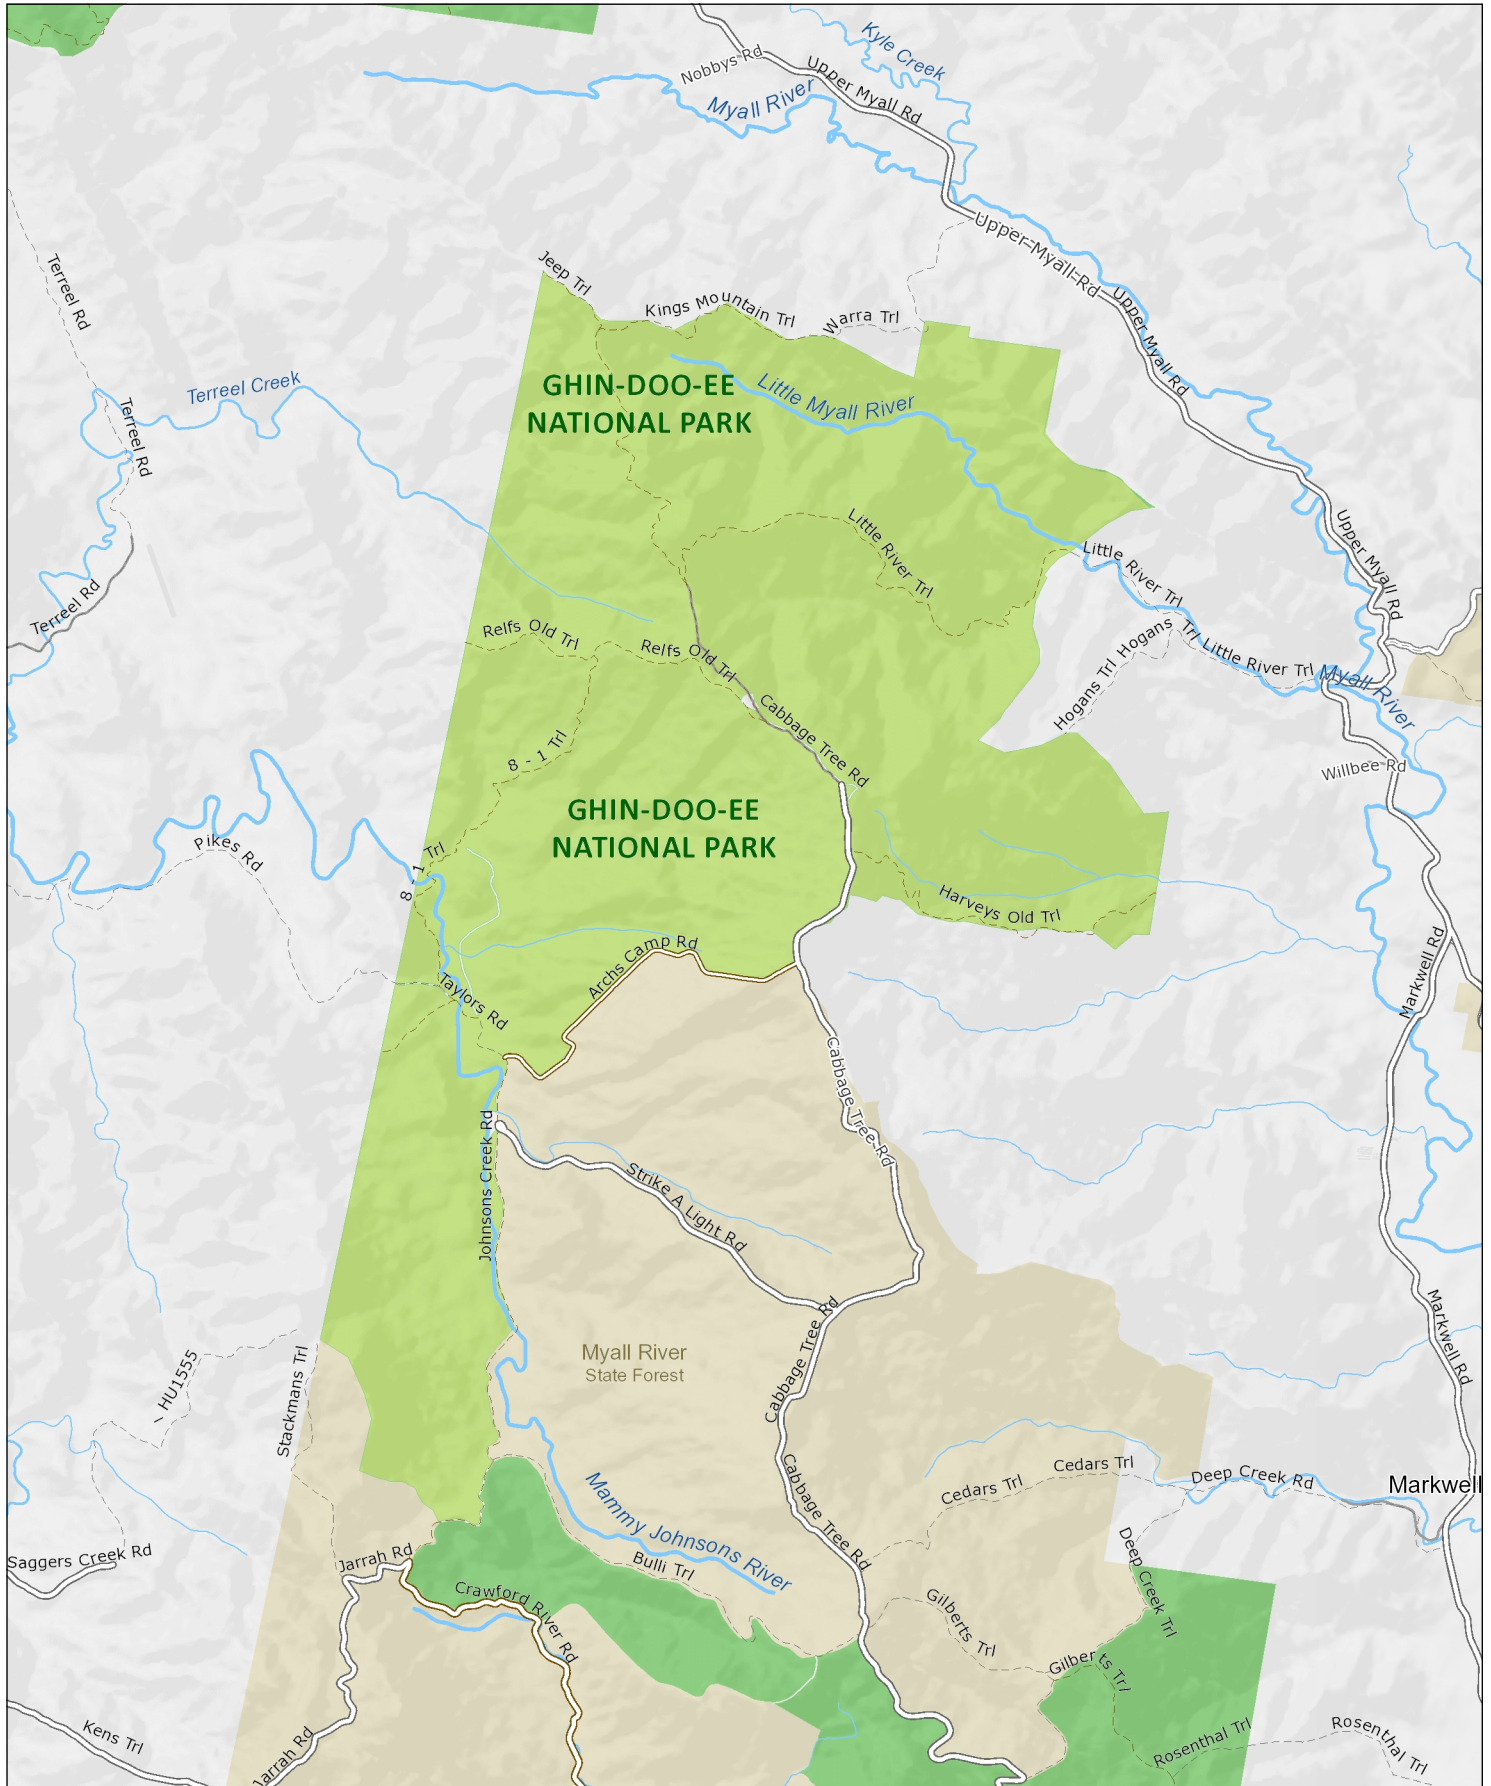 Kyle Creek
Nobbys Rd
Upper Myall Rd
Myall River
Upper Myall Rd
Terreel Rd
Jeep Trl
Kings Mountain Trl
Warra Trl
Upper Myall Rd
Terreel Creek
GHIN-DOO-EE
NATIONAL PARK
Little Myall River
Terreel Rd
Little River Trl
Upper Myall Rd
Little River Trl
Terreel Rd
Relfs Old Trl
Relfs Old Trl
Hogans Trl
Hogans Trl
Little River Trl
Myall River
Cabbage Tree Rd
8 - 1 Trl
Willbee Rd
GHIN-DOO-EE
NATIONAL PARK
Pikes Rd
8 - 1 Trl
Harveys Old Trl
Archs Camp Rd
Markwell Rd
Taylors Rd
Cabbage Tree Rd
Johnsons Creek Rd
Strike A Light Rd
Cabbage Tree Rd
Markwell Rd
Myall River
State Forest
HU1555
Stackmans Trl
Cabbage Tree Rd
Cedars Trl
Cedars Trl
Deep Creek Rd
Markwell
Mammy Johnsons River
Saggers Creek Rd
Jarrah Rd
Bulli Trl
Deep Creek Trl
Crawford River Rd
Gilberts Trl
Gilberts Trl
Kens Trl
Jarrah Rd
Rosenthal Trl
Rosenthal Trl